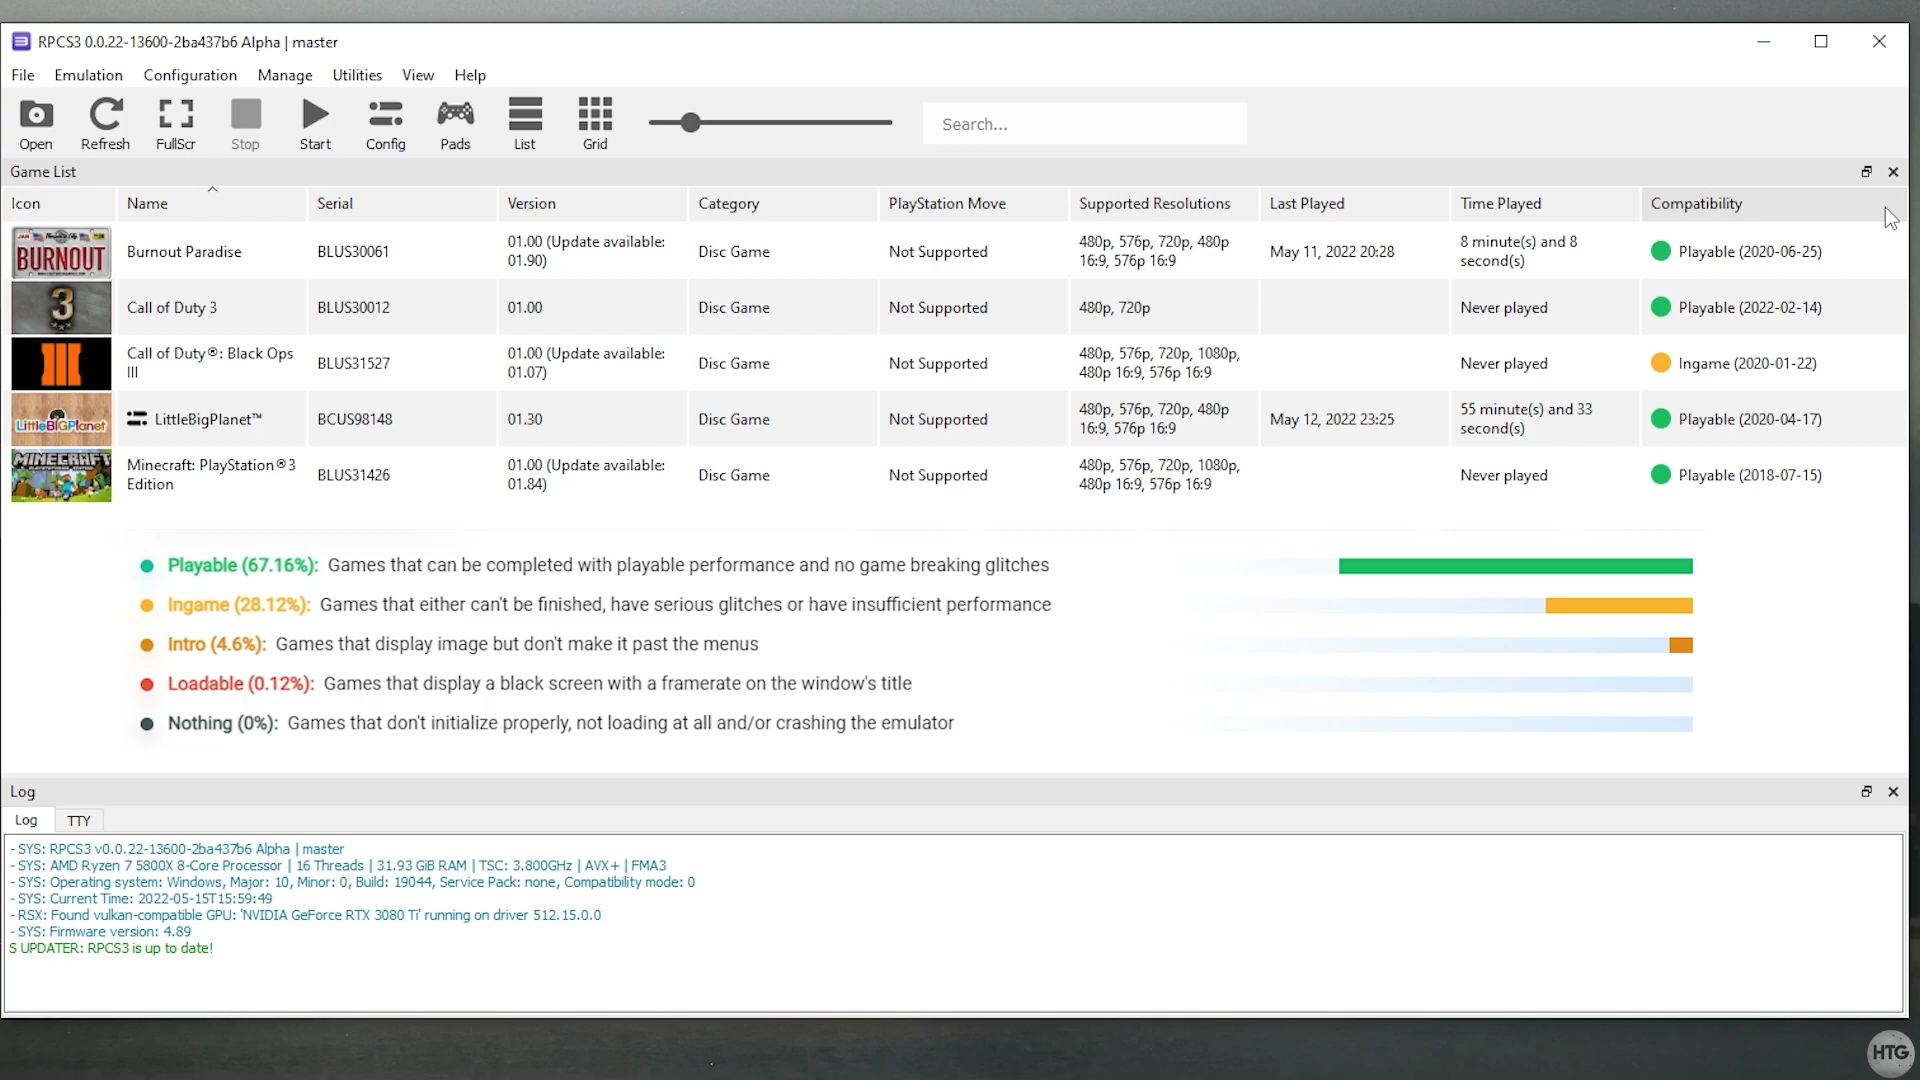 RPCS3 0.0.22-13600-2ba437b6 Alpha | master
File Emulation Configuration Manage Utilities View Help
Open Refresh FullScr Stop Start Config Pads List Grid Search...
Game List
Icon Name Serial Version Category PlayStation Move Supported Resolutions Last Played Time Played Compatibility
BURNOUT
Burnout Paradise BLUS30061 01.00 (Update available: 01.90) Disc Game Not Supported 480p, 576p, 720p, 480p 16:9, 576p 16:9 May 11, 2022 20:28 8 minute(s) and 8 second(s) Playable (2020-06-25)
3
Call of Duty 3 BLUS30012 01.00 Disc Game Not Supported 480p, 720p Never played Playable (2022-02-14)
III
Call of Duty®: Black Ops III BLUS31527 01.00 (Update available: 01.07) Disc Game Not Supported 480p, 576p, 720p, 1080p, 480p 16:9, 576p 16:9 Never played Ingame (2020-01-22)
LittleBIGPlanet
LittleBigPlanet™ BCUS98148 01.30 Disc Game Not Supported 480p, 576p, 720p, 480p 16:9, 576p 16:9 May 12, 2022 23:25 55 minute(s) and 33 second(s) Playable (2020-04-17)
MINECRAFT
Minecraft: PlayStation®3 Edition BLUS31426 01.00 (Update available: 01.84) Disc Game Not Supported 480p, 576p, 720p, 1080p, 480p 16:9, 576p 16:9 Never played Playable (2018-07-15)
Playable (67.16%): Games that can be completed with playable performance and no game breaking glitches
Ingame (28.12%): Games that either can't be finished, have serious glitches or have insufficient performance
Intro (4.6%): Games that display image but don't make it past the menus
Loadable (0.12%): Games that display a black screen with a framerate on the window's title
Nothing (0%): Games that don't initialize properly, not loading at all and/or crashing the emulator
Log
Log TTY
- SYS: RPCS3 v0.0.22-13600-2ba437b6 Alpha | master
- SYS: AMD Ryzen 7 5800X 8-Core Processor | 16 Threads | 31.93 GiB RAM | TSC: 3.800GHz | AVX+ | FMA3
- SYS: Operating system: Windows, Major: 10, Minor: 0, Build: 19044, Service Pack: none, Compatibility mode: 0
- SYS: Current Time: 2022-05-15T15:59:49
- RSX: Found vulkan-compatible GPU: 'NVIDIA GeForce RTX 3080 Ti' running on driver 512.15.0.0
- SYS: Firmware version: 4.89
S UPDATER: RPCS3 is up to date!
HTG